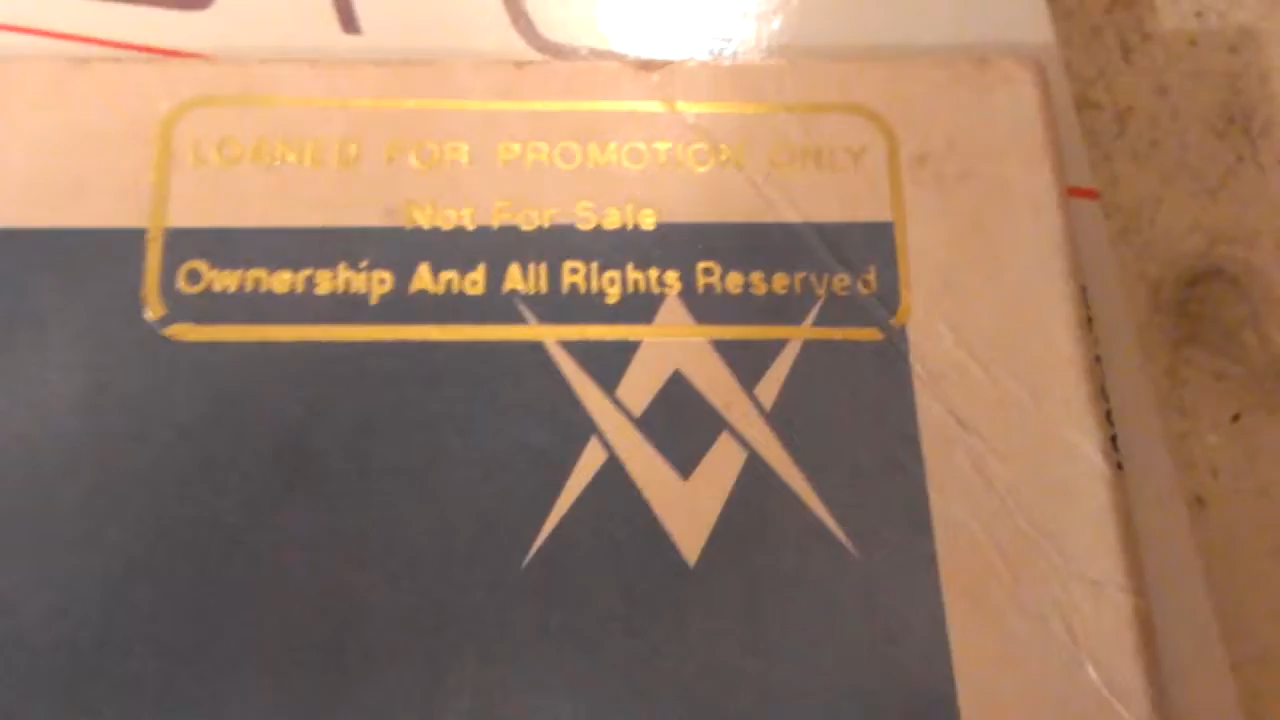 LOANED FOR PROMOTION ONLY
Not For Sale
Ownership And All Rights Reserved